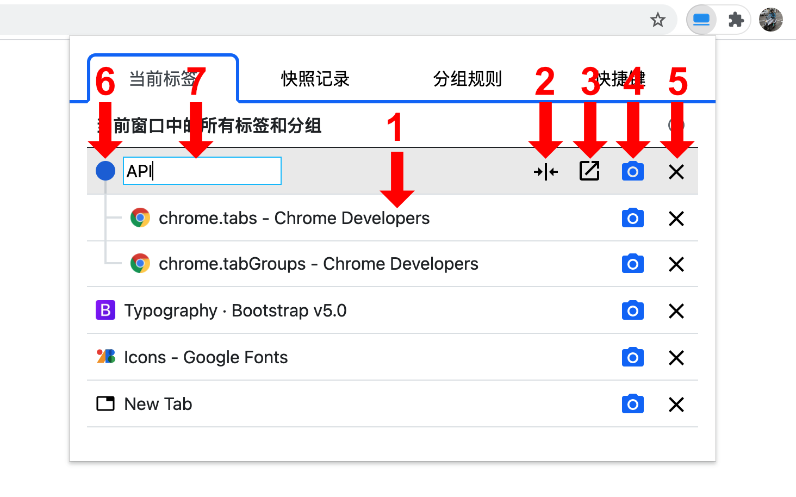 当前标签
快照记录
分组规则
快捷键
6
7
1
2
3
4
5
当前窗口中的所有标签和分组
API
chrome.tabs - Chrome Developers
chrome.tabGroups - Chrome Developers
B
Typography · Bootstrap v5.0
Icons - Google Fonts
New Tab